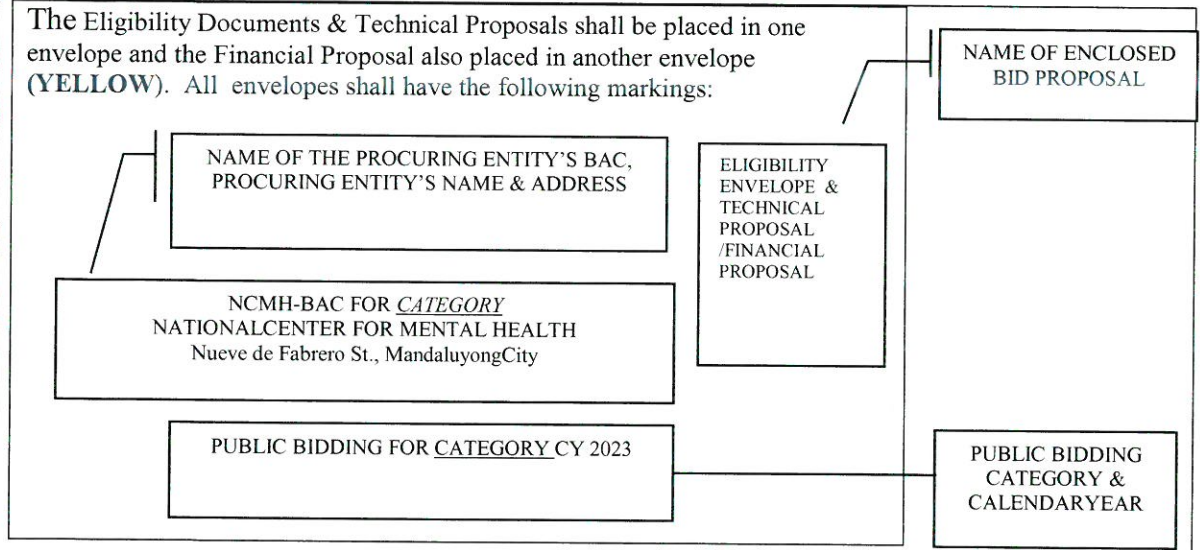 The Eligibility Documents & Technical Proposals shall be placed in one
envelope and the Financial Proposal also placed in another envelope
(YELLOW). All envelopes shall have the following markings:
NAME OF ENCLOSED
BID PROPOSAL
NAME OF THE PROCURING ENTITY'S BAC,
PROCURING ENTITY'S NAME & ADDRESS
ELIGIBILITY
ENVELOPE &
TECHNICAL
PROPOSAL
/FINANCIAL
PROPOSAL
NCMH-BAC FOR CATEGORY
NATIONALCENTER FOR MENTAL HEALTH
Nueve de Fabrero St., MandaluyongCity
PUBLIC BIDDING FOR CATEGORY CY 2023
PUBLIC BIDDING
CATEGORY &
CALENDARYEAR